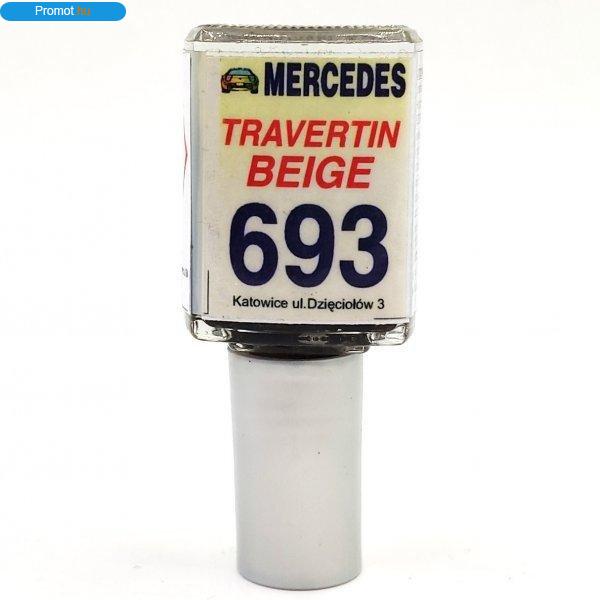 Promot.hu
MERCEDES
TRAVERTIN
BEIGE
693
Katowice ul.Dzięciołów 3